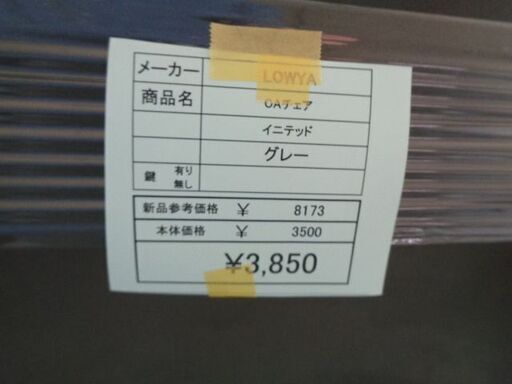 メーカー LOWYA
商品名 OAチェア
イニテッド
グレー
鍵 有り 無し
新品参考価格 ¥ 8173
本体価格 ¥ 3500
¥3,850